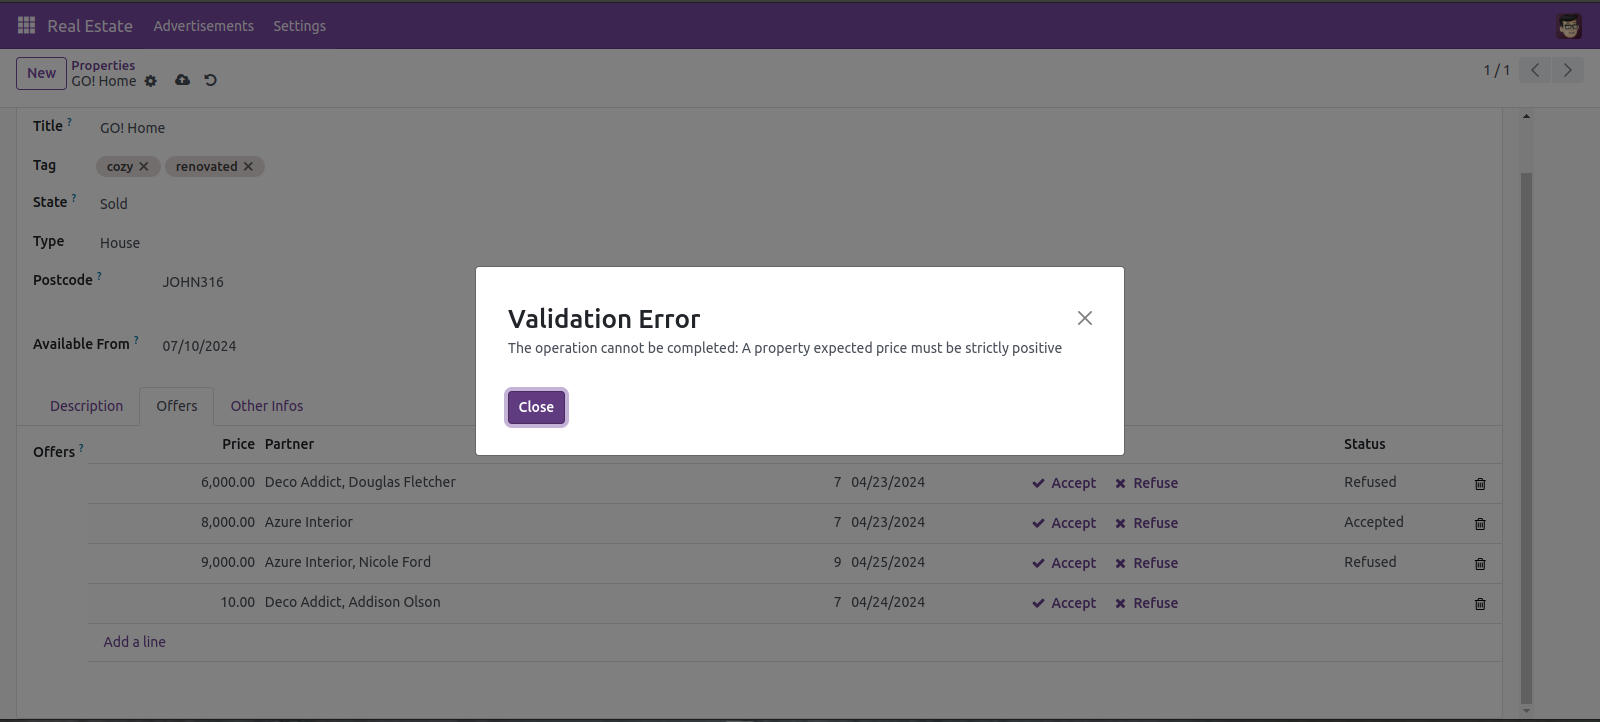 Real Estate Advertisements Settings
New Properties
GO! Home
1 / 1
Title ? GO! Home
Tag cozy renovated
State ? Sold
Type House
Postcode ? JOHN316
Available From ? 07/10/2024
Validation Error
The operation cannot be completed: A property expected price must be strictly positive
Close
Description Offers Other Infos
Offers ? Price Partner Status
6,000.00 Deco Addict, Douglas Fletcher 7 04/23/2024 Accept Refuse Refused
8,000.00 Azure Interior 7 04/23/2024 Accept Refuse Accepted
9,000.00 Azure Interior, Nicole Ford 9 04/25/2024 Accept Refuse Refused
10.00 Deco Addict, Addison Olson 7 04/24/2024 Accept Refuse
Add a line